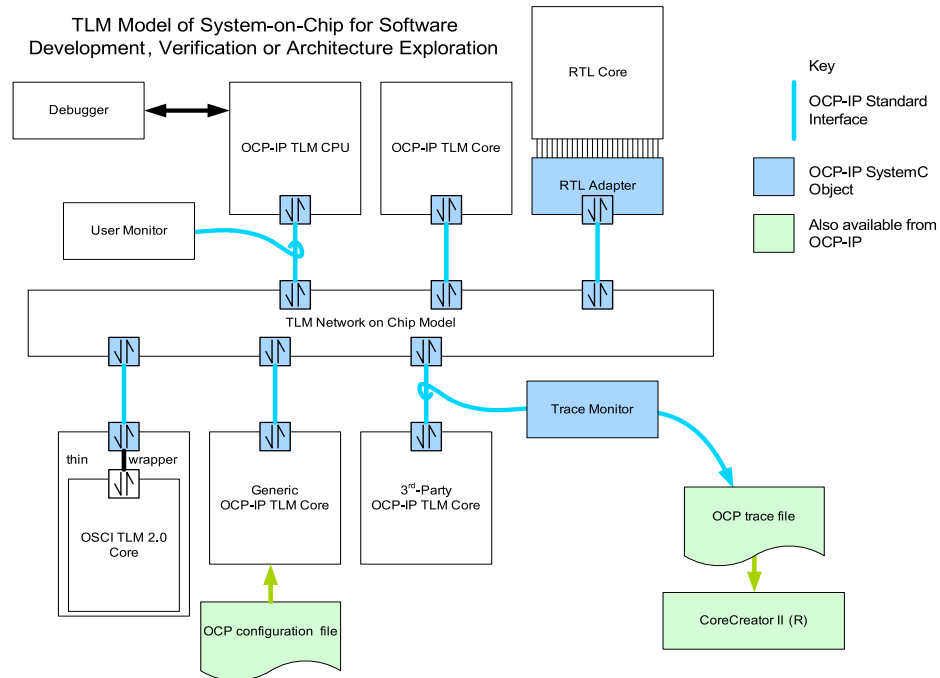 TLM Model of System-on-Chip for Software
Development, Verification or Architecture Exploration
RTL Core
Key
OCP-IP Standard
Interface
Debugger
OCP-IP TLM CPU
OCP-IP TLM Core
RTL Adapter
OCP-IP SystemC
Object
User Monitor
Also available from
OCP-IP
TLM Network on Chip Model
Trace Monitor
thin
wrapper
Generic
OCP-IP TLM Core
3rd-Party
OCP-IP TLM Core
OSCI TLM 2.0
Core
OCP trace file
OCP configuration file
CoreCreator II (R)